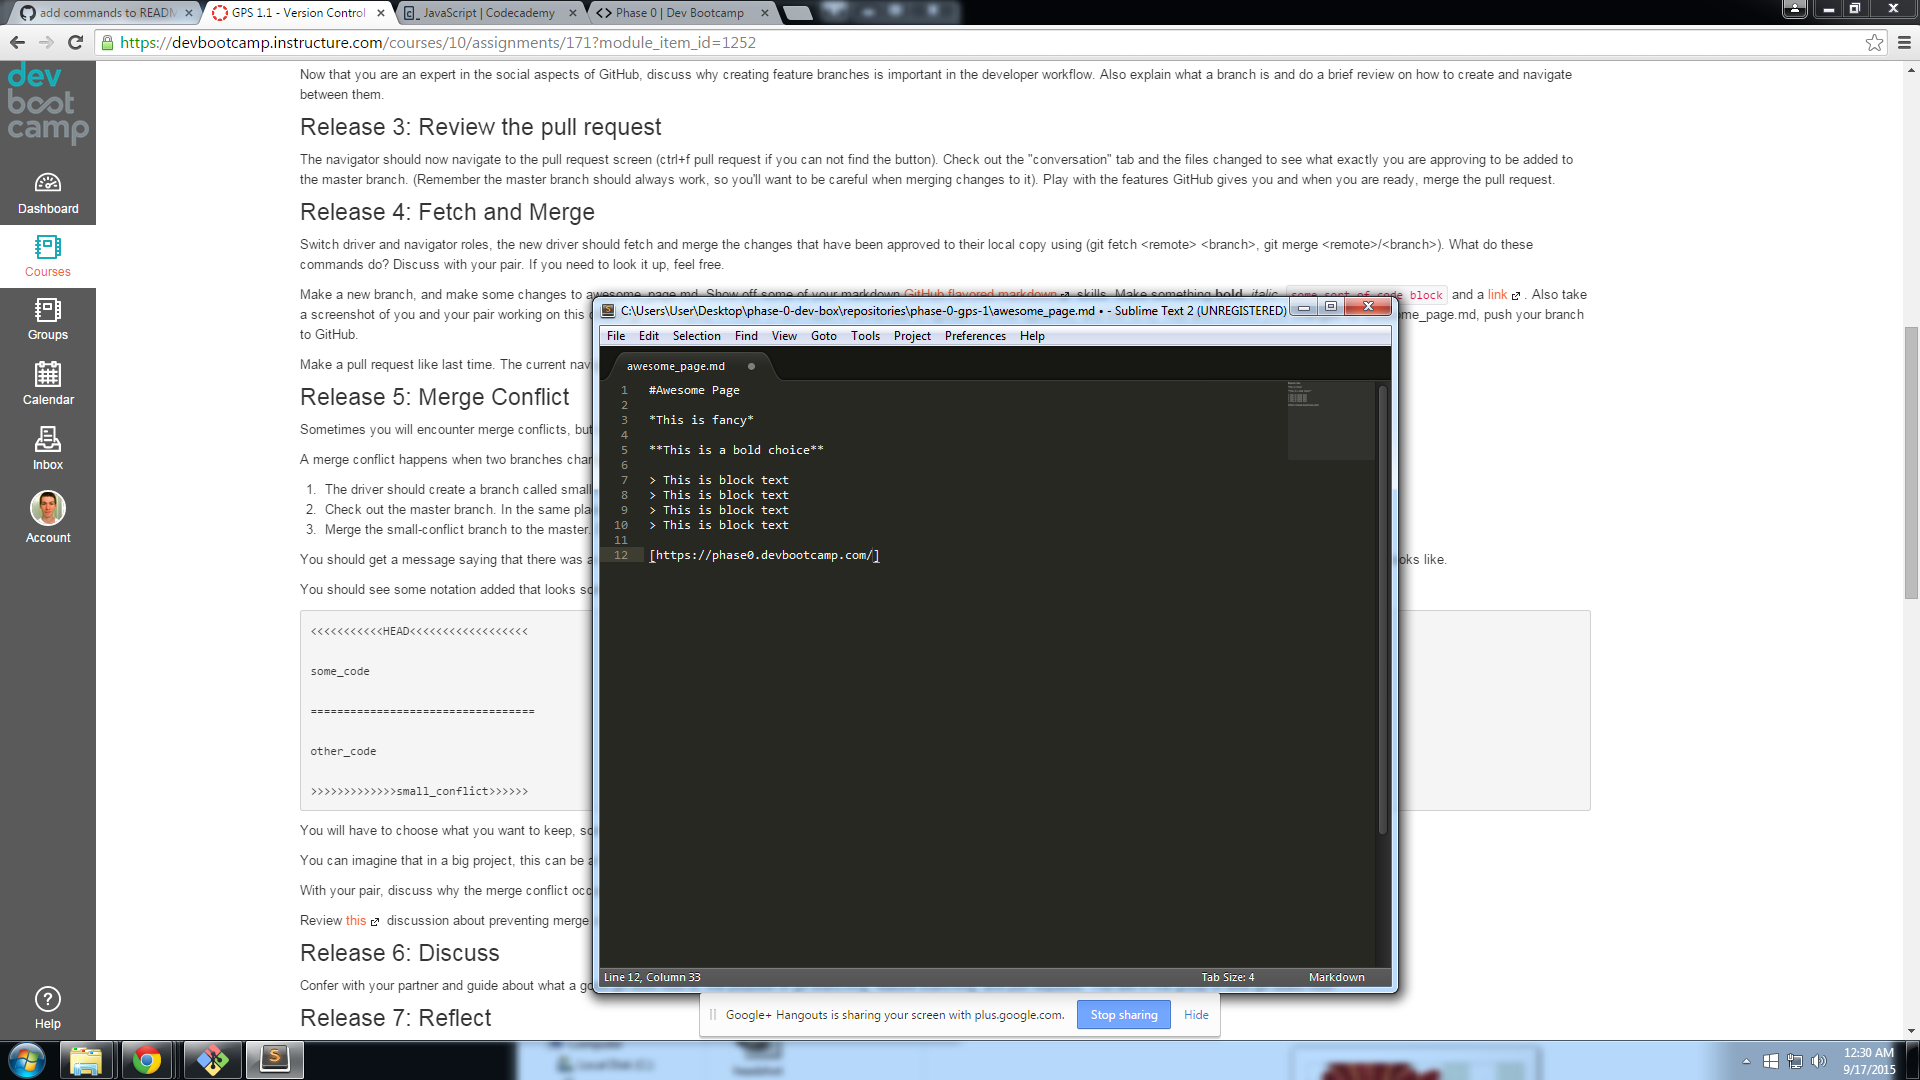 add commands to READM
GPS 1.1 - Version Control
JavaScript | Codecademy
Phase 0 | Dev Bootcamp
https://devbootcamp.instructure.com/courses/10/assignments/171?module_item_id=1252
dev
boot
camp
Dashboard
Courses
Groups
Calendar
Inbox
Account
Help
Now that you are an expert in the social aspects of GitHub, discuss why creating feature branches is important in the developer workflow. Also explain what a branch is and do a brief review on how to create and navigate
between them.
Release 3: Review the pull request
The navigator should now navigate to the pull request screen (ctrl+f pull request if you can not find the button). Check out the "conversation" tab and the files changed to see what exactly you are approving to be added to
the master branch. (Remember the master branch should always work, so you'll want to be careful when merging changes to it). Play with the features GitHub gives you and when you are ready, merge the pull request.
Release 4: Fetch and Merge
Switch driver and navigator roles, the new driver should fetch and merge the changes that have been approved to their local copy using (git fetch <remote> <branch>, git merge <remote>/<branch>). What do these
commands do? Discuss with your pair. If you need to look it up, feel free.
Make a new branch, and make some changes to awesome_page.md. Show off some of your markdown GitHub flavored markdown skills. Make something bold, italic, some sort of code block and a link . Also take
a screenshot of you and your pair working on this ome_page.md, push your branch
to GitHub.
Make a pull request like last time. The current nav
Release 5: Merge Conflict
Sometimes you will encounter merge conflicts, but
A merge conflict happens when two branches chan
1. The driver should create a branch called small
2. Check out the master branch. In the same pla
3. Merge the small-conflict branch to the master.
You should get a message saying that there was a oks like.
You should see some notation added that looks so
<<<<<<<<<<<HEAD<<<<<<<<<<<<<<<<<<
some_code
==================================
other_code
>>>>>>>>>>>>>small_conflict>>>>>>
You will have to choose what you want to keep, so
You can imagine that in a big project, this can be a
With your pair, discuss why the merge conflict occ
Review this discussion about preventing merge
Release 6: Discuss
Confer with your partner and guide about what a go
Release 7: Reflect
C:\Users\User\Desktop\phase-0-dev-box\repositories\phase-0-gps-1\awesome_page.md • - Sublime Text 2 (UNREGISTERED)
File Edit Selection Find View Goto Tools Project Preferences Help
awesome_page.md
1 #Awesome Page
2
3 *This is fancy*
4
5 **This is a bold choice**
6
7 > This is block text
8 > This is block text
9 > This is block text
10 > This is block text
11
12 [https://phase0.devbootcamp.com/]
Line 12, Column 33 Tab Size: 4 Markdown
Google+ Hangouts is sharing your screen with plus.google.com. Stop sharing Hide
12:30 AM
9/17/2015